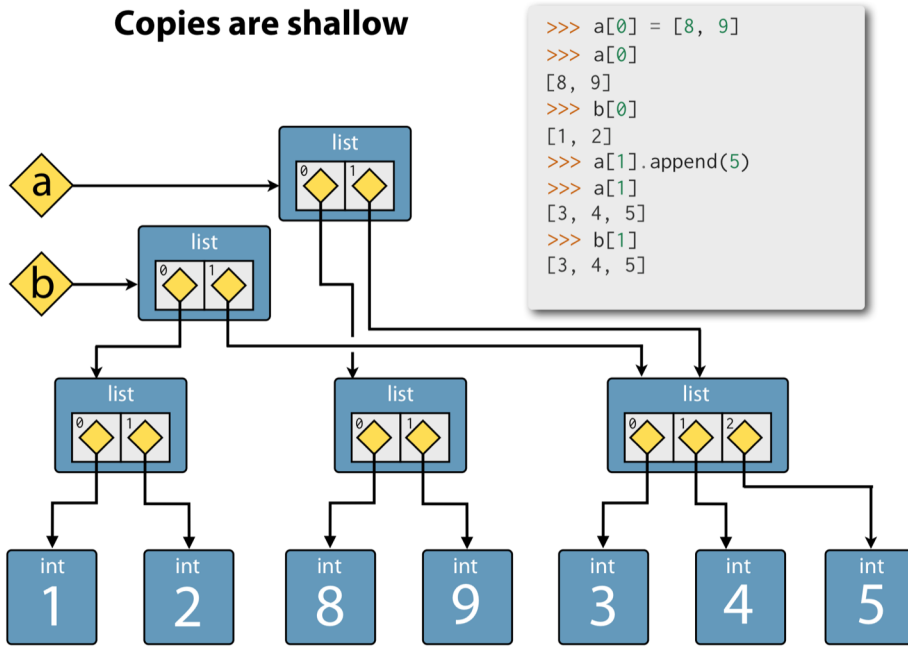 Copies are shallow
>>> a[0] = [8, 9]
>>> a[0]
[8, 9]
>>> b[0]
[1, 2]
>>> a[1].append(5)
>>> a[1]
[3, 4, 5]
>>> b[1]
[3, 4, 5]
a
list
0 1
b
list
0 1
list list list
0 1 0 1 0 1 2
int int int int int int int
1 2 8 9 3 4 5